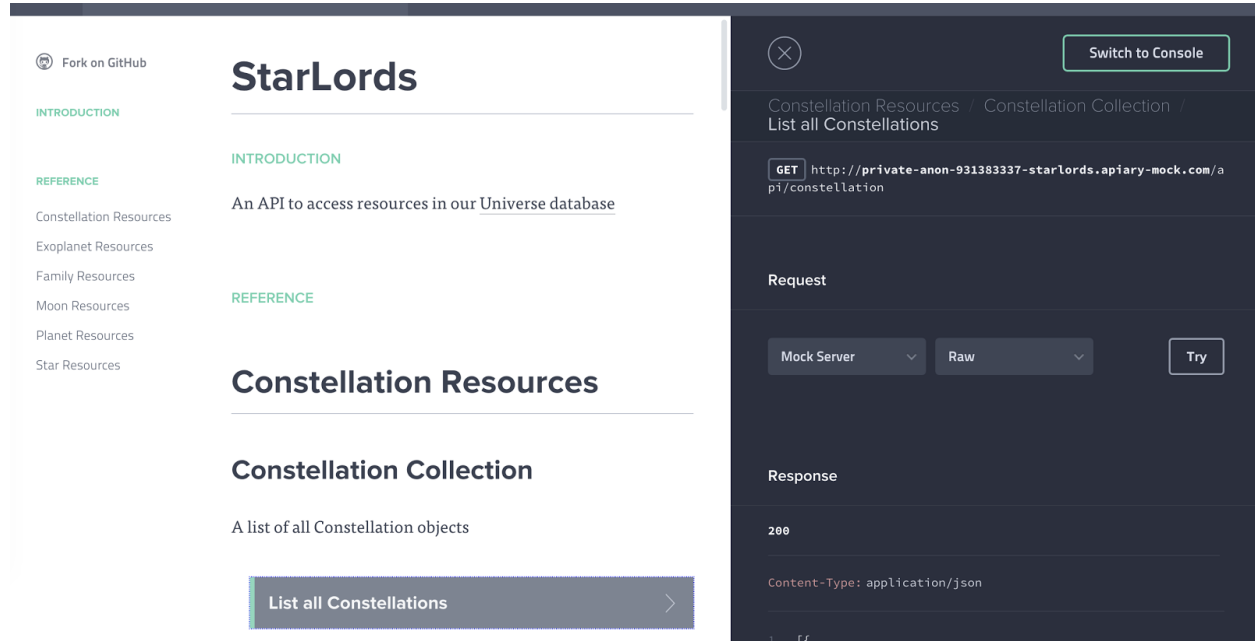 Fork on GitHub
INTRODUCTION
REFERENCE
Constellation Resources
Exoplanet Resources
Family Resources
Moon Resources
Planet Resources
Star Resources
StarLords
INTRODUCTION
An API to access resources in our Universe database
REFERENCE
Constellation Resources
Constellation Collection
A list of all Constellation objects
List all Constellations
Switch to Console
Constellation Resources / Constellation Collection /
List all Constellations
GET http://private-anon-931383337-starlords.apiary-mock.com/a
pi/constellation
Request
Mock Server
Raw
Try
Response
200
Content-Type: application/json